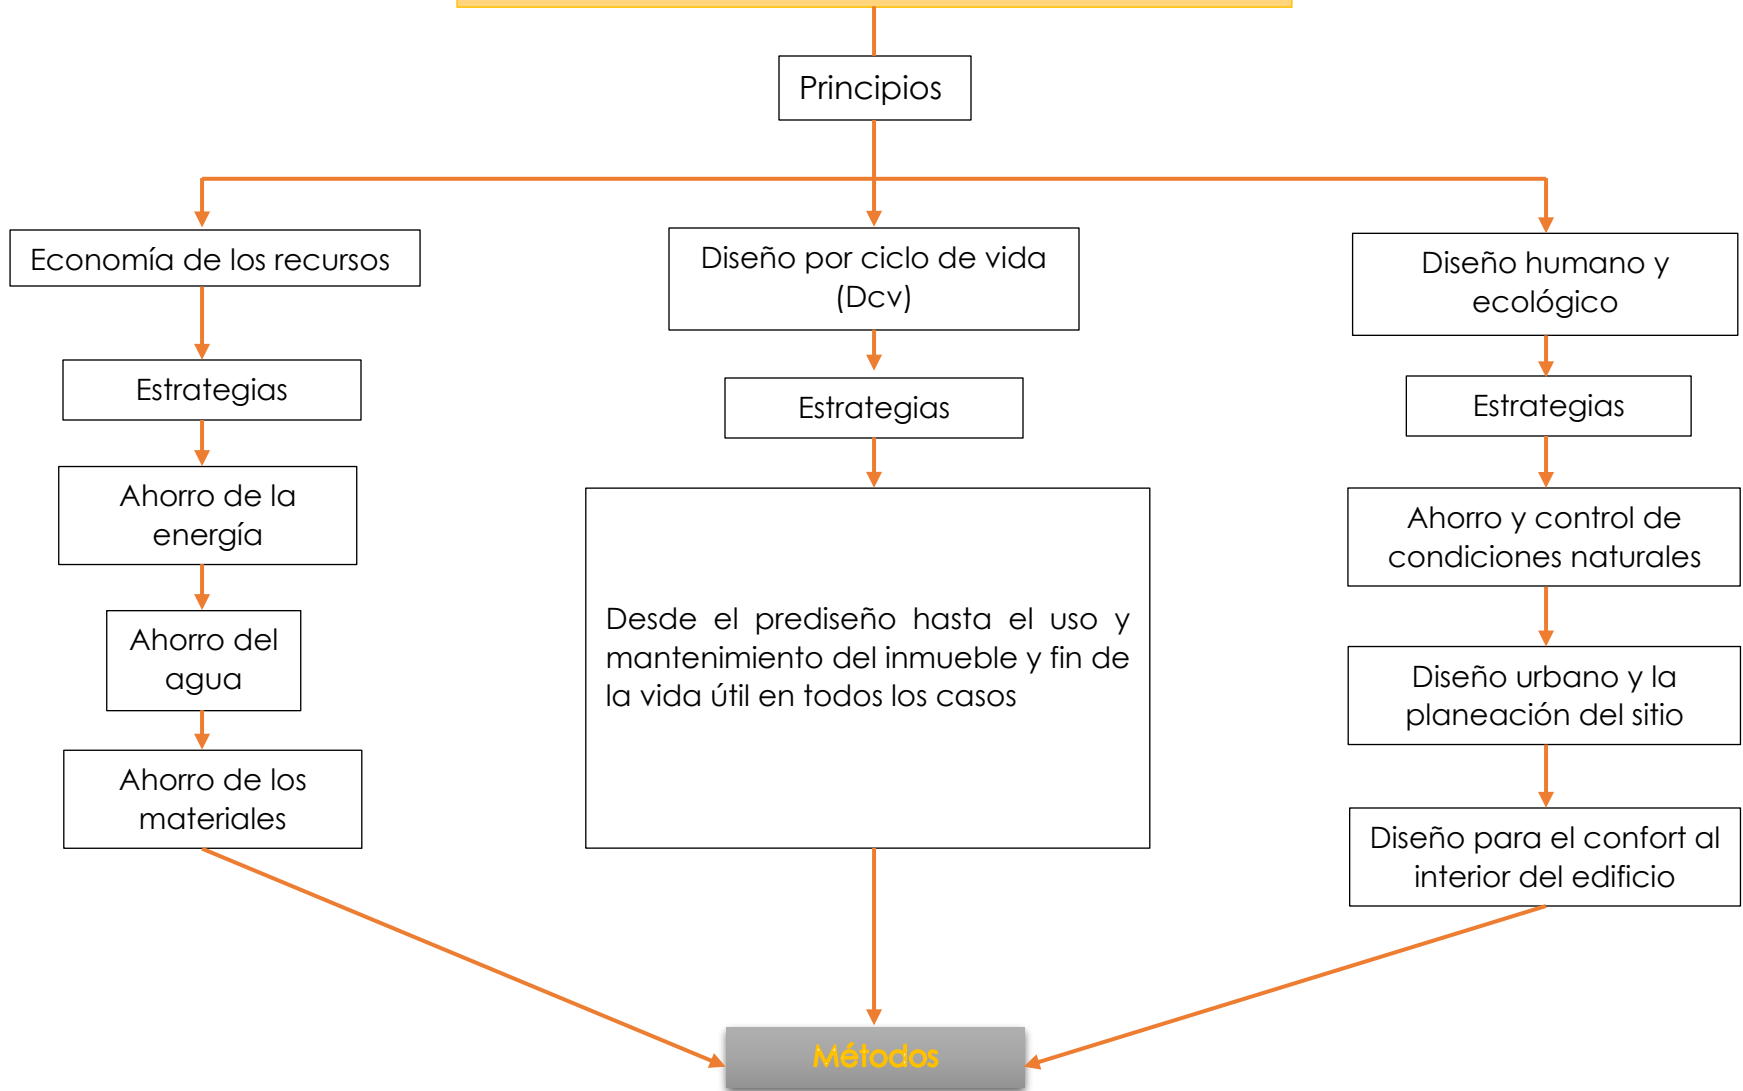 Principios
Economía de los recursos
Estrategias
Ahorro de la
energía
Ahorro del
agua
Ahorro de los
materiales
Diseño por ciclo de vida
(Dcv)
Estrategias
Desde el prediseño hasta el uso y
mantenimiento del inmueble y fin de
la vida útil en todos los casos
Diseño humano y
ecológico
Estrategias
Ahorro y control de
condiciones naturales
Diseño urbano y la
planeación del sitio
Diseño para el confort al
interior del edificio
Métodos